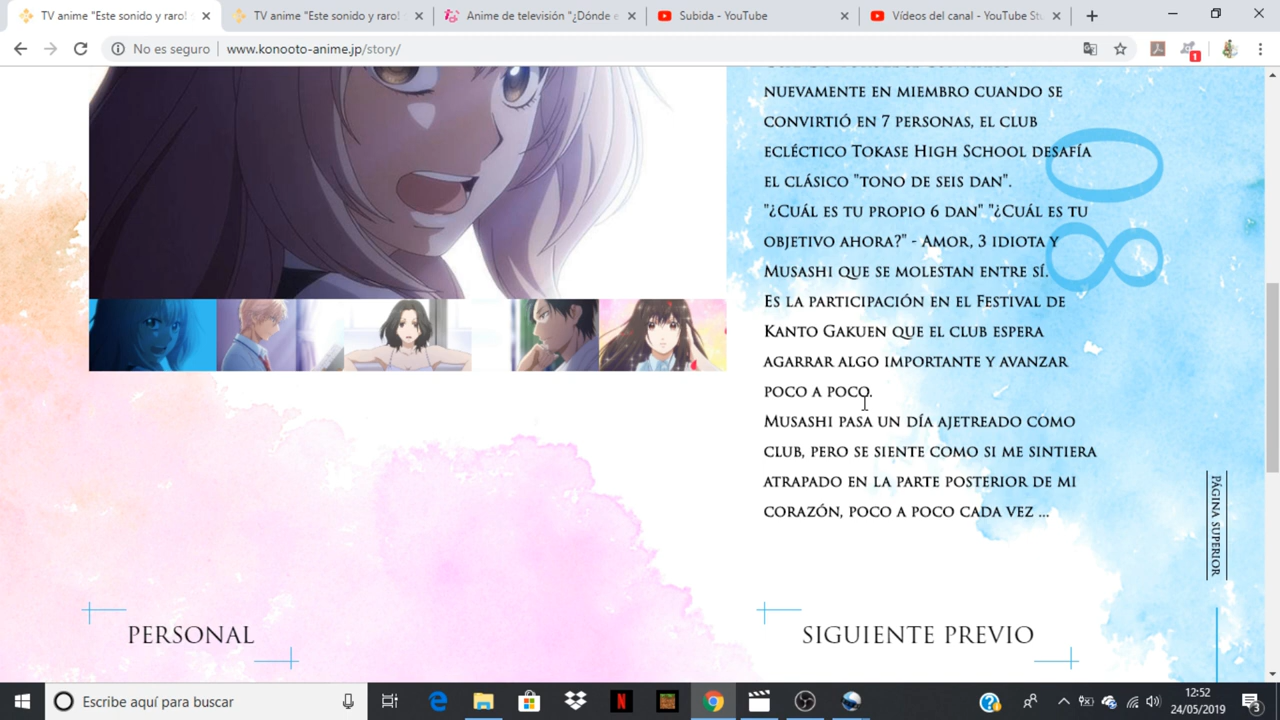 TV anime "Este sonido y raro!
TV anime "Este sonido y raro!
Anime de televisión "¿Dónde e
Subida - YouTube
Vídeos del canal - YouTube Stu
No es seguro
www.konooto-anime.jp/story/
1
NUEVAMENTE EN MIEMBRO CUANDO SE
CONVIRTIÓ EN 7 PERSONAS, EL CLUB
ECLÉCTICO TOKASE HIGH SCHOOL DESAFÍA
EL CLÁSICO "TONO DE SEIS DAN".
"¿CUÁL ES TU PROPIO 6 DAN" "¿CUÁL ES TU
OBJETIVO AHORA?" - AMOR, 3 IDIOTA Y
MUSASHI QUE SE MOLESTAN ENTRE SÍ.
ES LA PARTICIPACIÓN EN EL FESTIVAL DE
KANTO GAKUEN QUE EL CLUB ESPERA
AGARRAR ALGO IMPORTANTE Y AVANZAR
POCO A POCO.
MUSASHI PASA UN DÍA AJETREADO COMO
CLUB, PERO SE SIENTE COMO SI ME SINTIERA
ATRAPADO EN LA PARTE POSTERIOR DE MI
CORAZÓN, POCO A POCO CADA VEZ ...
08
PÁGINA SUPERIOR
PERSONAL
SIGUIENTE PREVIO
Escribe aquí para buscar
12:52
24/05/2019
3